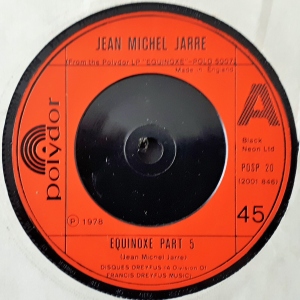 JEAN MICHEL JARRE
(From the Polydor LP "EQUINOXE"-POLD 5007)
Made in England
A
polydor
Black
Neon Ltd
POSP 20
(2001 846)
45
℗ 1978
EQUINOXE PART 5
(Jean Michel Jarre)
DISQUES DREYFUS (A Division Of
FRANCIS DREYFUS MUSIC)